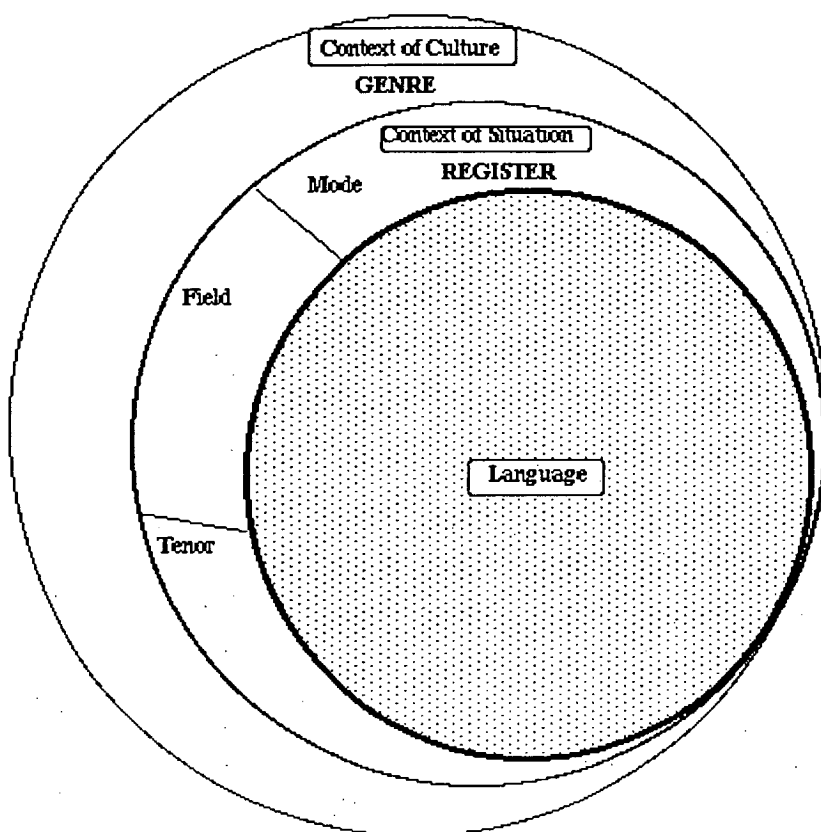 Context of Culture
GENRE
Context of Situation
REGISTER
Mode
Field
Language
Tenor